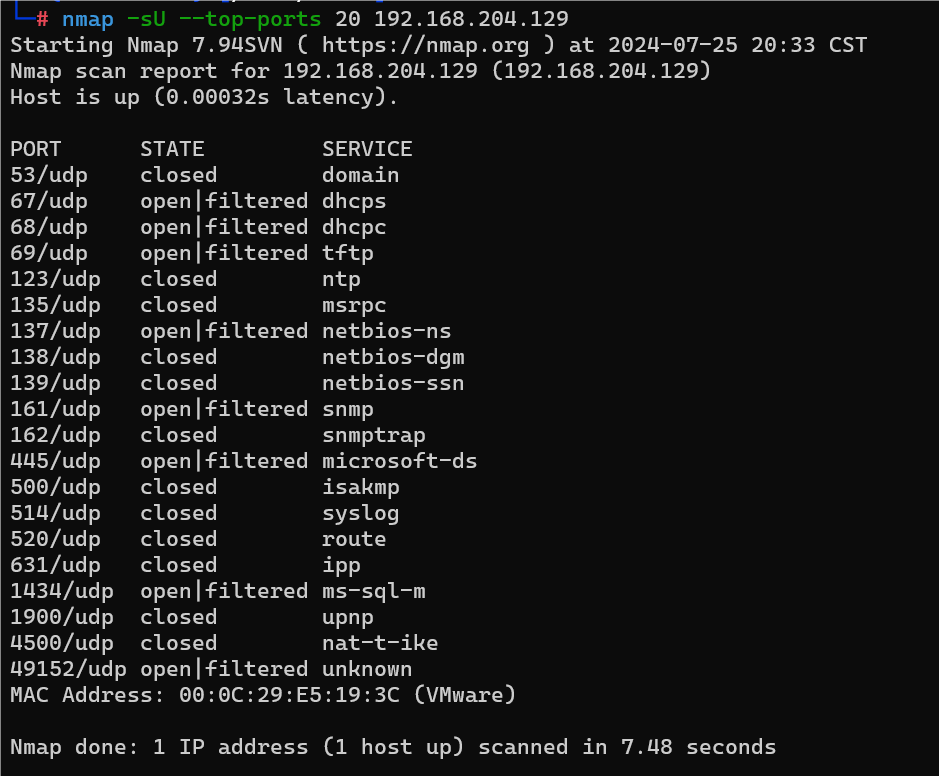 └─# nmap -sU --top-ports 20 192.168.204.129
Starting Nmap 7.94SVN ( https://nmap.org ) at 2024-07-25 20:33 CST
Nmap scan report for 192.168.204.129 (192.168.204.129)
Host is up (0.00032s latency).

PORT      STATE         SERVICE
53/udp    closed        domain
67/udp    open|filtered dhcps
68/udp    open|filtered dhcpc
69/udp    open|filtered tftp
123/udp   closed        ntp
135/udp   closed        msrpc
137/udp   open|filtered netbios-ns
138/udp   closed        netbios-dgm
139/udp   closed        netbios-ssn
161/udp   open|filtered snmp
162/udp   closed        snmptrap
445/udp   open|filtered microsoft-ds
500/udp   closed        isakmp
514/udp   closed        syslog
520/udp   closed        route
631/udp   closed        ipp
1434/udp  open|filtered ms-sql-m
1900/udp  closed        upnp
4500/udp  closed        nat-t-ike
49152/udp open|filtered unknown
MAC Address: 00:0C:29:E5:19:3C (VMware)

Nmap done: 1 IP address (1 host up) scanned in 7.48 seconds